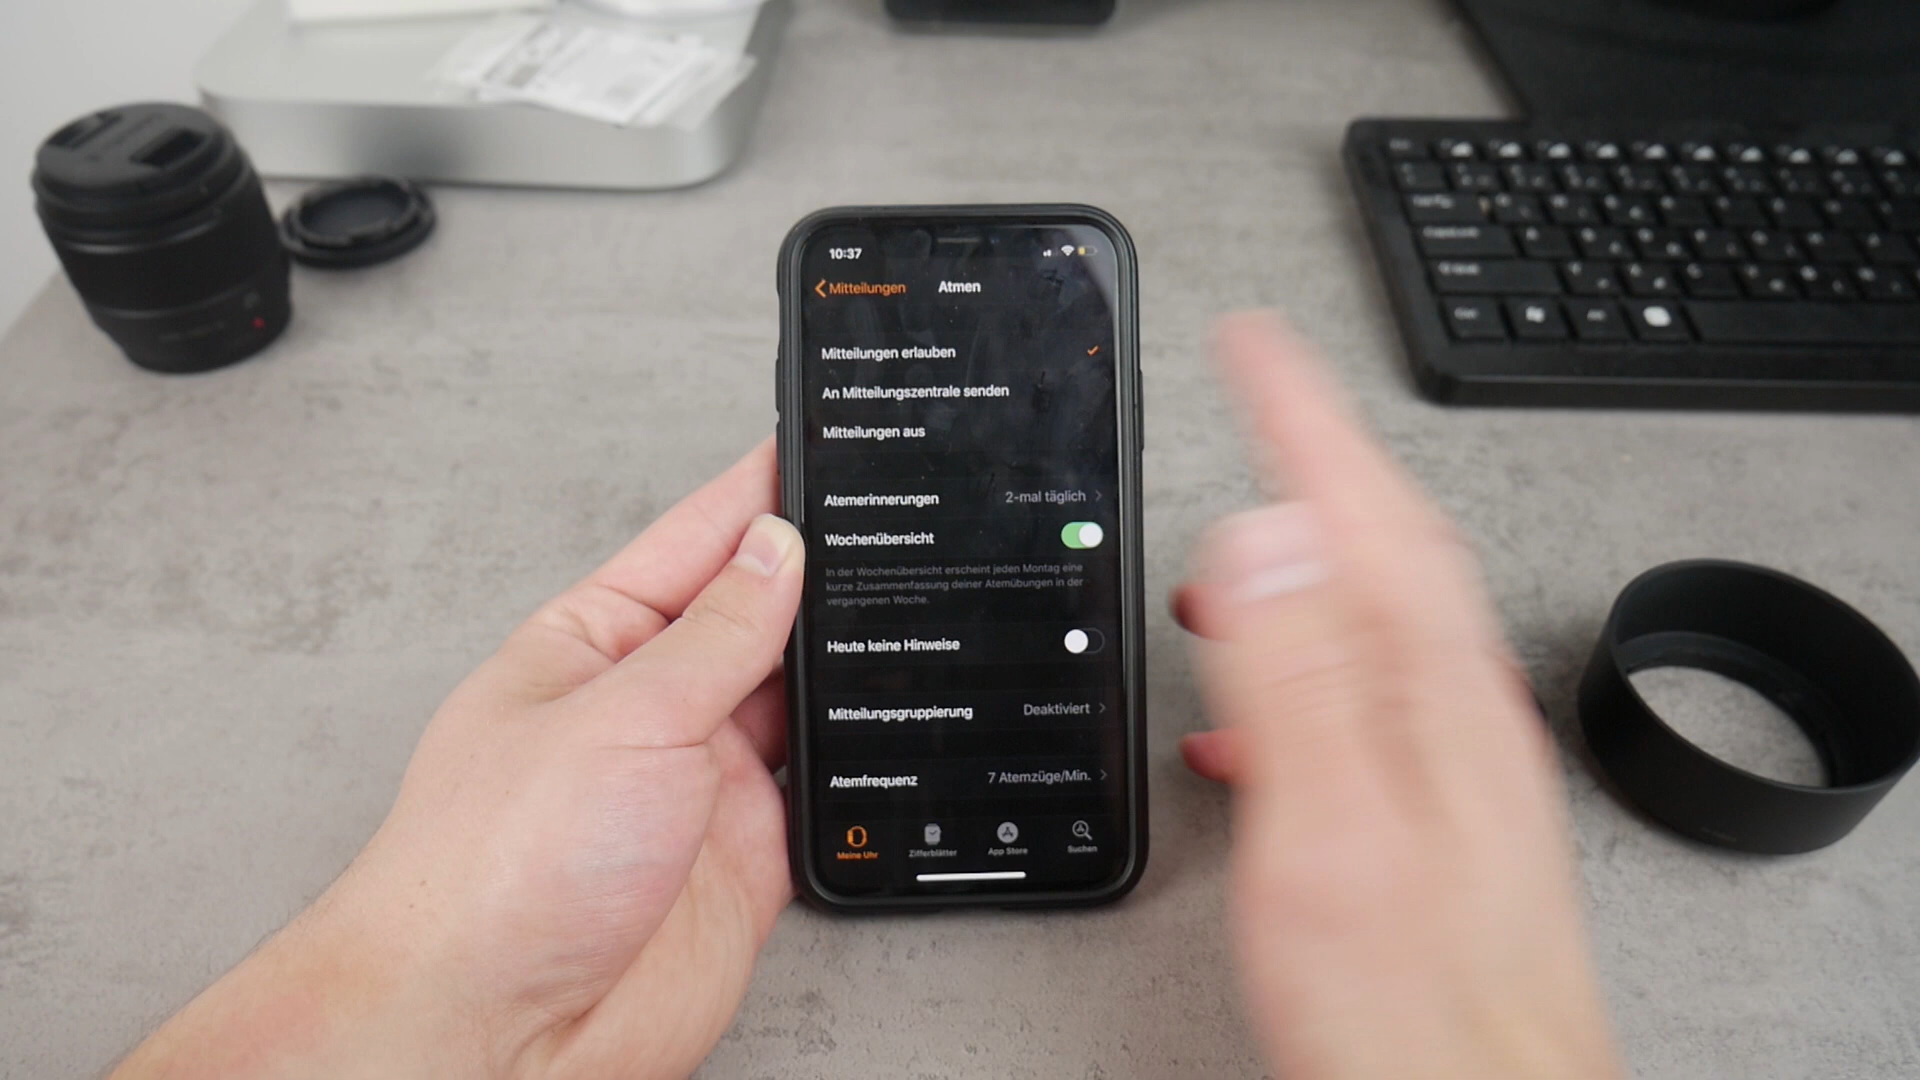 10:37
Mitteilungen
Atmen
Mitteilungen erlauben
An Mitteilungszentrale senden
Mitteilungen aus
Atemerinnerungen 2-mal täglich
Wochenübersicht
In der Wochenübersicht erscheint jeden Montag eine
kurze Zusammenfassung deiner Atemübungen in der
vergangenen Woche.
Heute keine Hinweise
Mitteilungsgruppierung Deaktiviert
Atemfrequenz 7 Atemzüge/Min.
Meine Uhr Zifferblätter App Store Suchen